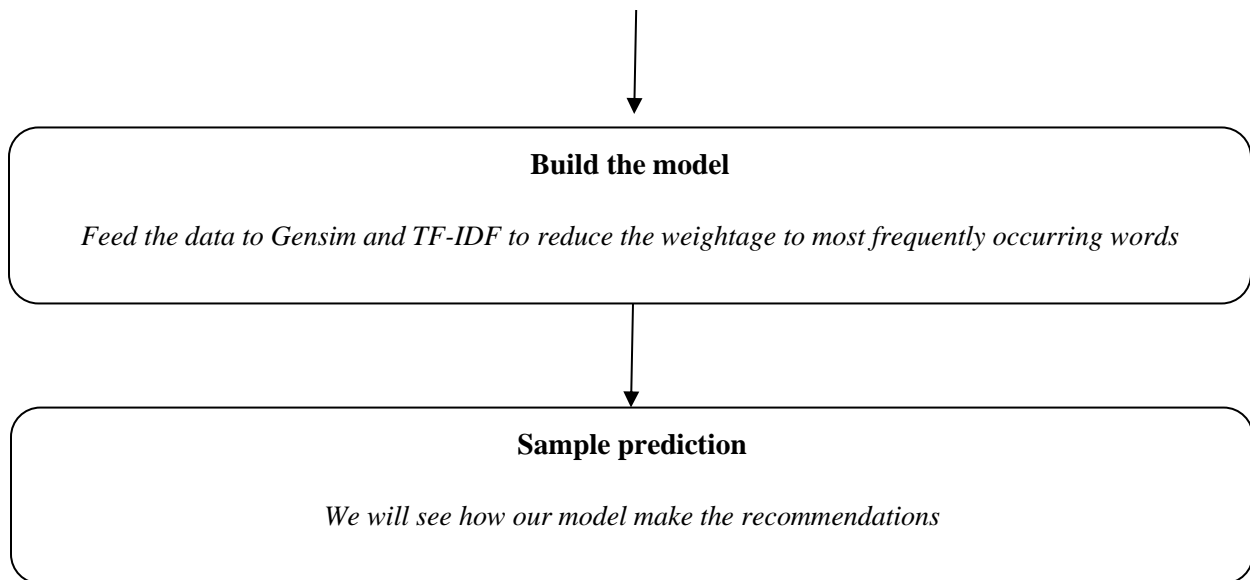 Build the model
Feed the data to Gensim and TF-IDF to reduce the weightage to most frequently occurring words
Sample prediction
We will see how our model make the recommendations